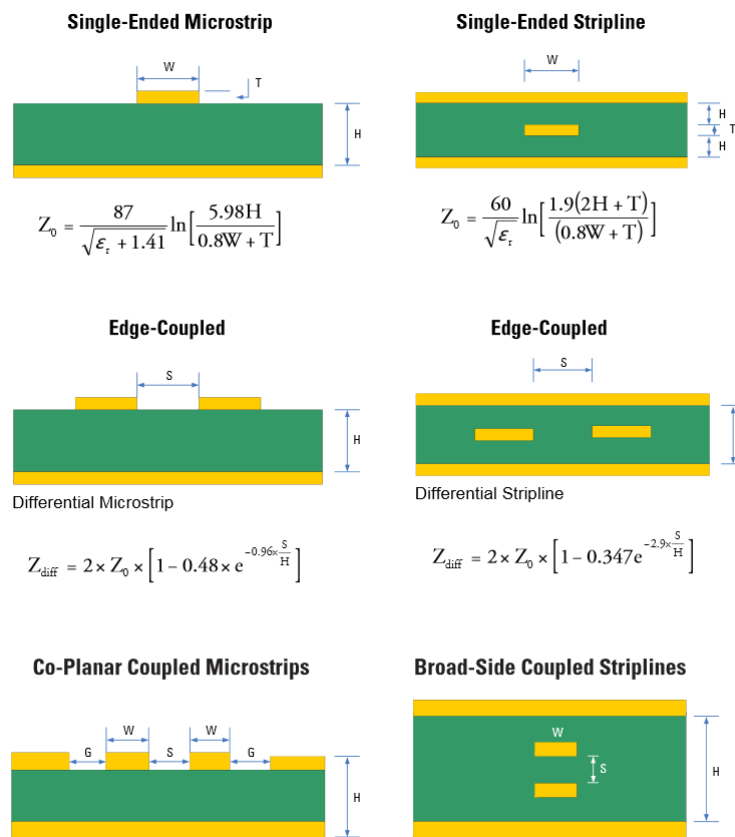 Single-Ended Microstrip
W
T
H
Z₀ = 87/√(εᵣ + 1.41) ln[5.98H/(0.8W + T)]
Single-Ended Stripline
W
H
T
H
Z₀ = 60/√εᵣ ln[1.9(2H + T)/(0.8W + T)]
Edge-Coupled
S
H
Differential Microstrip
Z_diff = 2 × Z₀ × [1 − 0.48 × e^(−0.96×S/H)]
Edge-Coupled
S
Differential Stripline
Z_diff = 2 × Z₀ × [1 − 0.347e^(−2.9×S/H)]
Co-Planar Coupled Microstrips
W W
G S G
H
Broad-Side Coupled Striplines
W
S
H